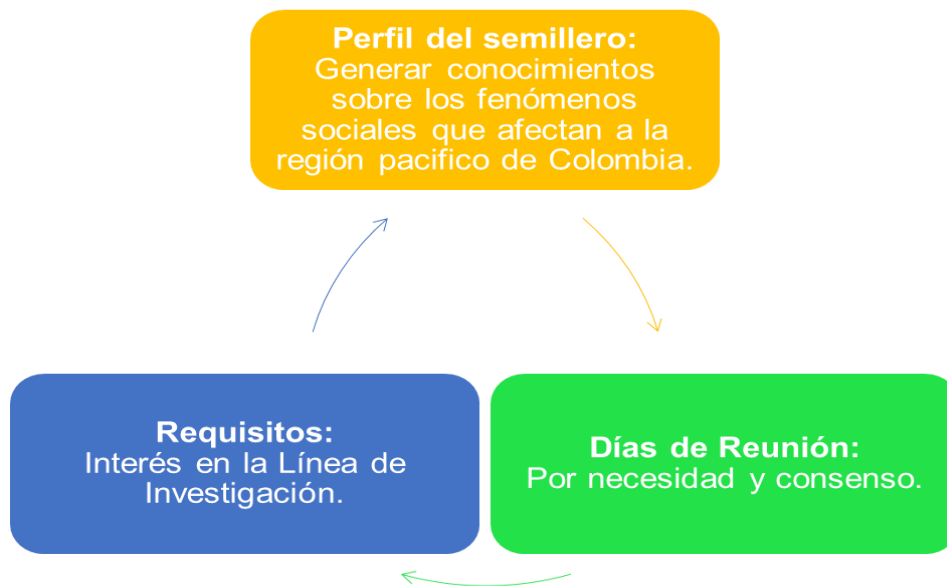 Perfil del semillero:
Generar conocimientos
sobre los fenómenos
sociales que afectan a la
región pacifico de Colombia.
Requisitos:
Interés en la Línea de
Investigación.
Días de Reunión:
Por necesidad y consenso.